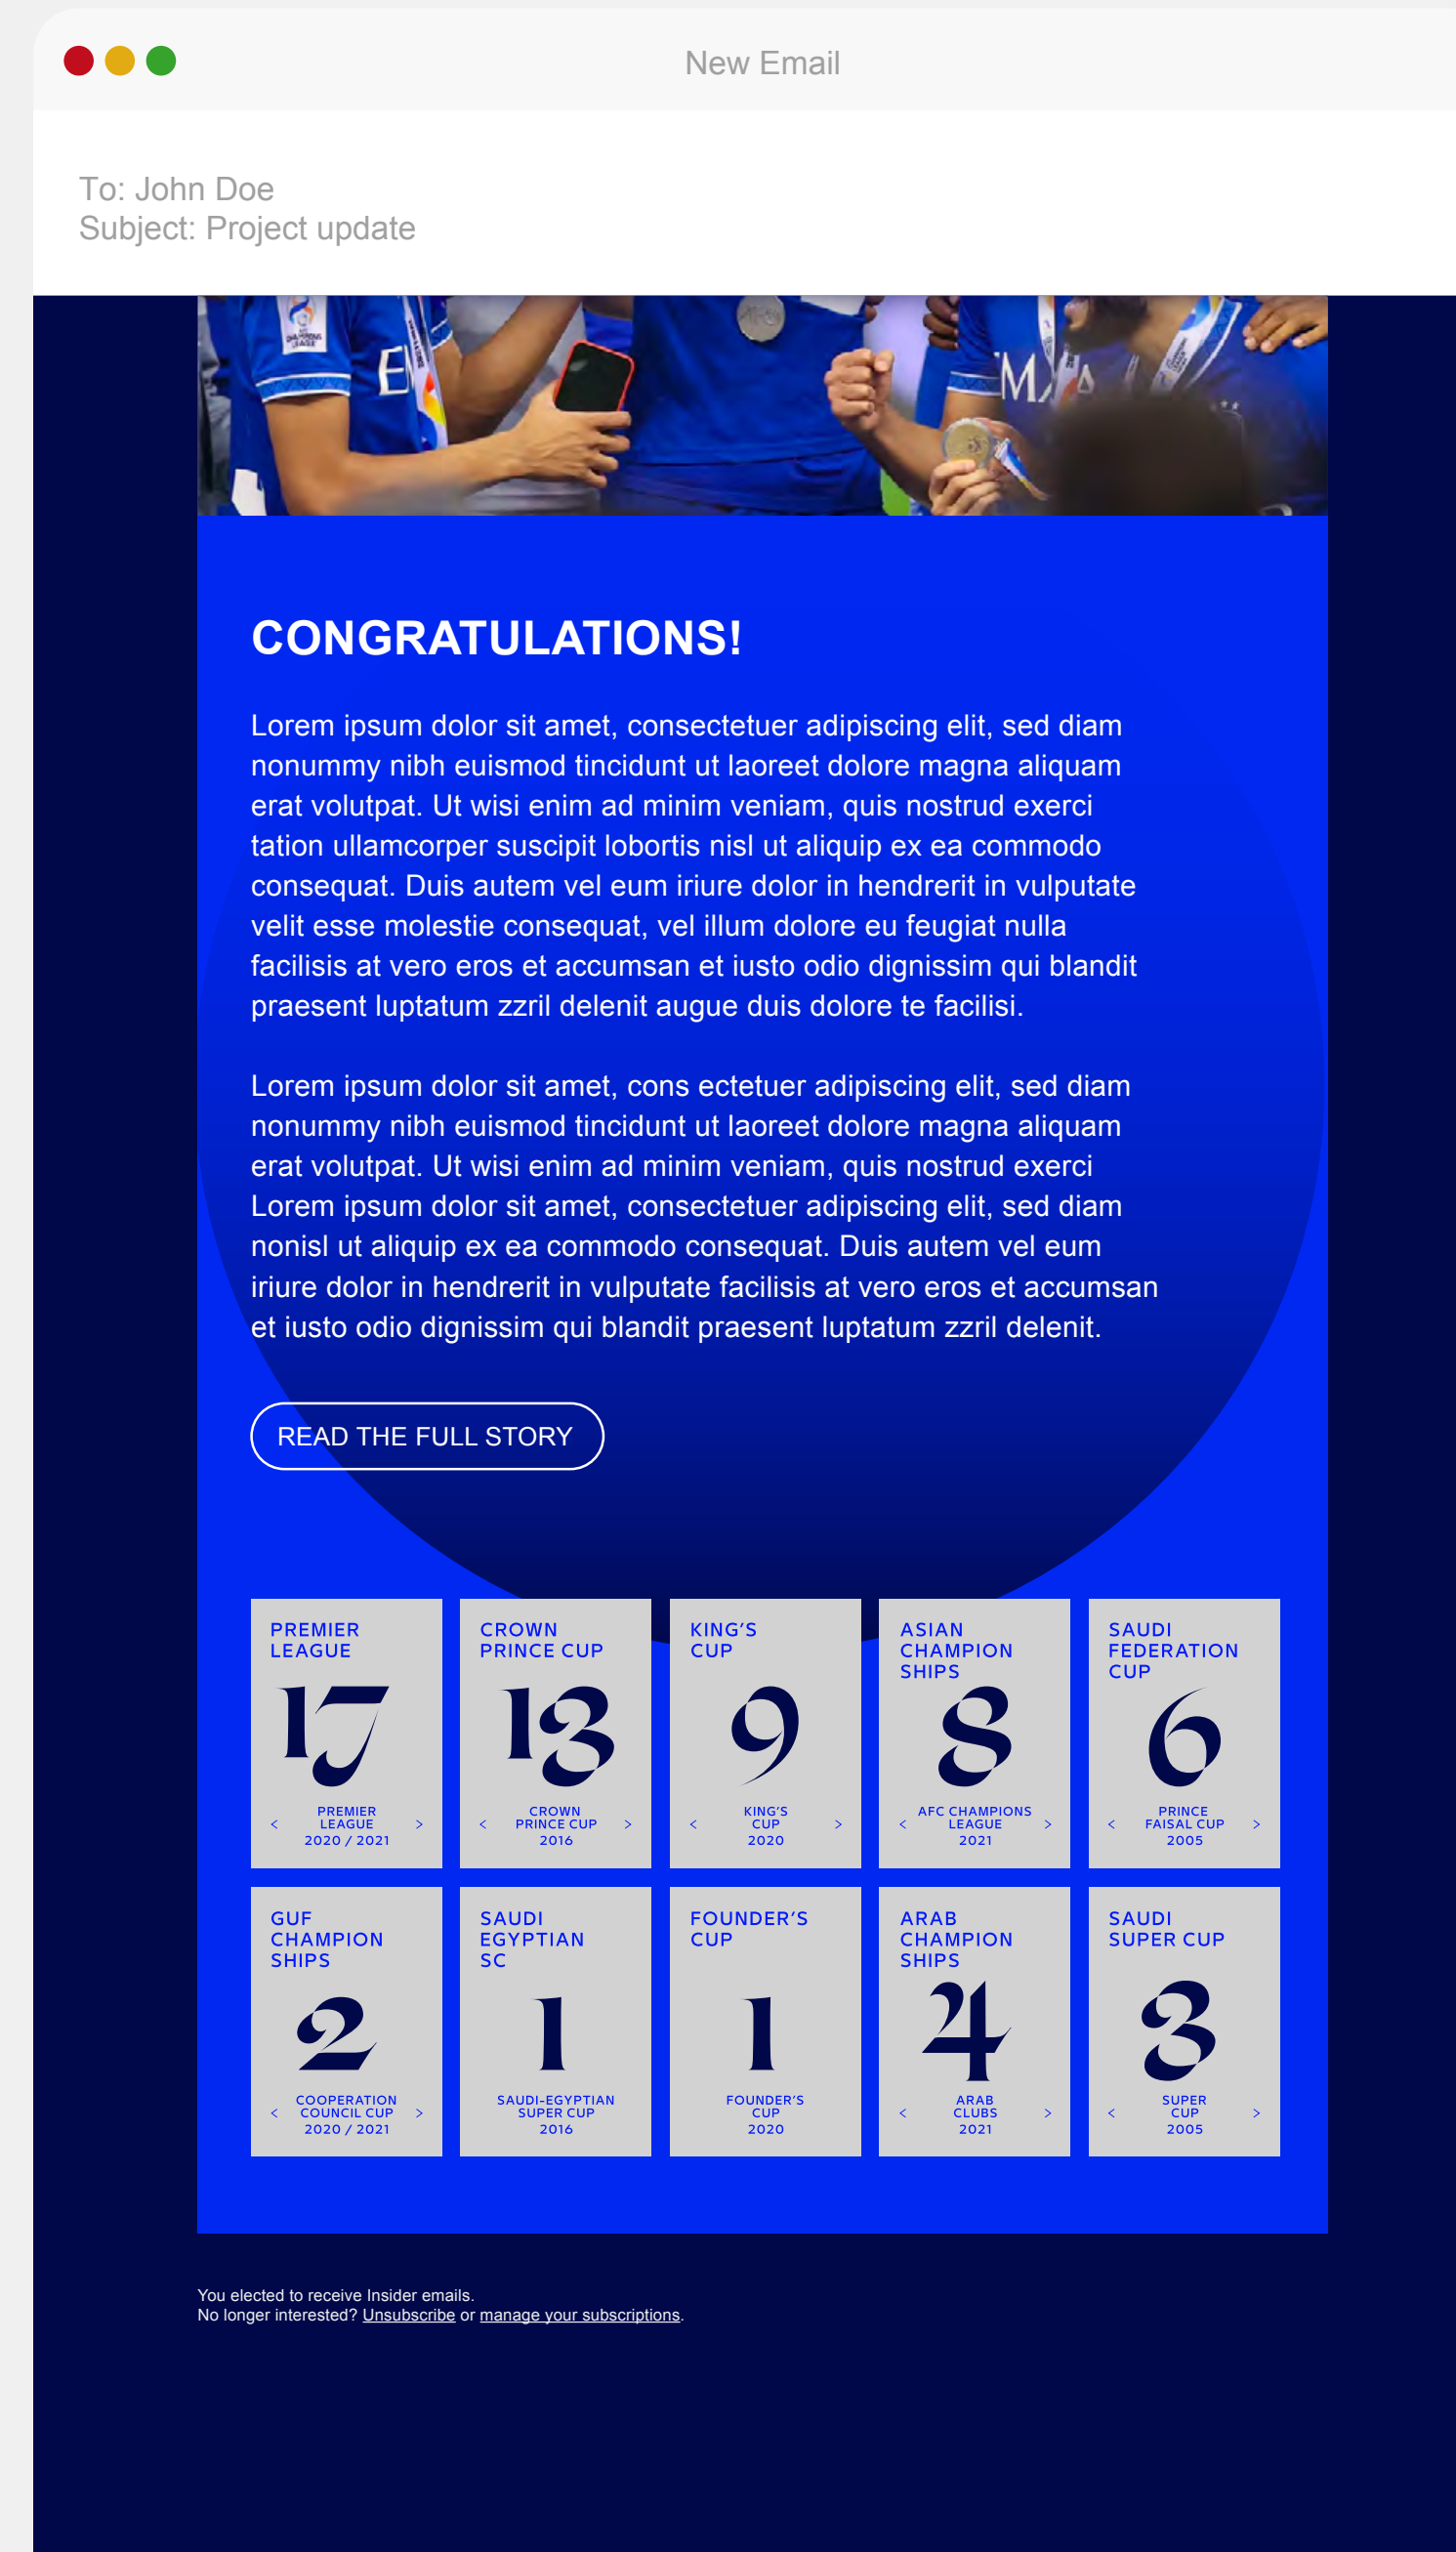 New Email
To: John Doe
Subject: Project update
CHAMPIONS
LEAGUE
CONGRATULATIONS!
Lorem ipsum dolor sit amet, consectetuer adipiscing elit, sed diam
nonummy nibh euismod tincidunt ut laoreet dolore magna aliquam
erat volutpat. Ut wisi enim ad minim veniam, quis nostrud exerci
tation ullamcorper suscipit lobortis nisl ut aliquip ex ea commodo
consequat. Duis autem vel eum iriure dolor in hendrerit in vulputate
velit esse molestie consequat, vel illum dolore eu feugiat nulla
facilisis at vero eros et accumsan et iusto odio dignissim qui blandit
praesent luptatum zzril delenit augue duis dolore te facilisi.
Lorem ipsum dolor sit amet, cons ectetuer adipiscing elit, sed diam
nonummy nibh euismod tincidunt ut laoreet dolore magna aliquam
erat volutpat. Ut wisi enim ad minim veniam, quis nostrud exerci
Lorem ipsum dolor sit amet, consectetuer adipiscing elit, sed diam
nonisl ut aliquip ex ea commodo consequat. Duis autem vel eum
iriure dolor in hendrerit in vulputate facilisis at vero eros et accumsan
et iusto odio dignissim qui blandit praesent luptatum zzril delenit.
READ THE FULL STORY
PREMIER
LEAGUE
17
< PREMIER >
LEAGUE
2020 / 2021
CROWN
PRINCE CUP
13
< CROWN >
PRINCE CUP
2016
KING'S
CUP
9
< KING'S >
CUP
2020
ASIAN
CHAMPION
SHIPS
8
< AFC CHAMPIONS >
LEAGUE
2021
SAUDI
FEDERATION
CUP
6
< PRINCE >
FAISAL CUP
2005
GUF
CHAMPION
SHIPS
2
< COOPERATION >
COUNCIL CUP
2020 / 2021
SAUDI
EGYPTIAN
SC
1
SAUDI-EGYPTIAN
SUPER CUP
2016
FOUNDER'S
CUP
1
FOUNDER'S
CUP
2020
ARAB
CHAMPION
SHIPS
4
< ARAB >
CLUBS
2021
SAUDI
SUPER CUP
3
< SUPER >
CUP
2005
You elected to receive Insider emails.
No longer interested? Unsubscribe or manage your subscriptions.